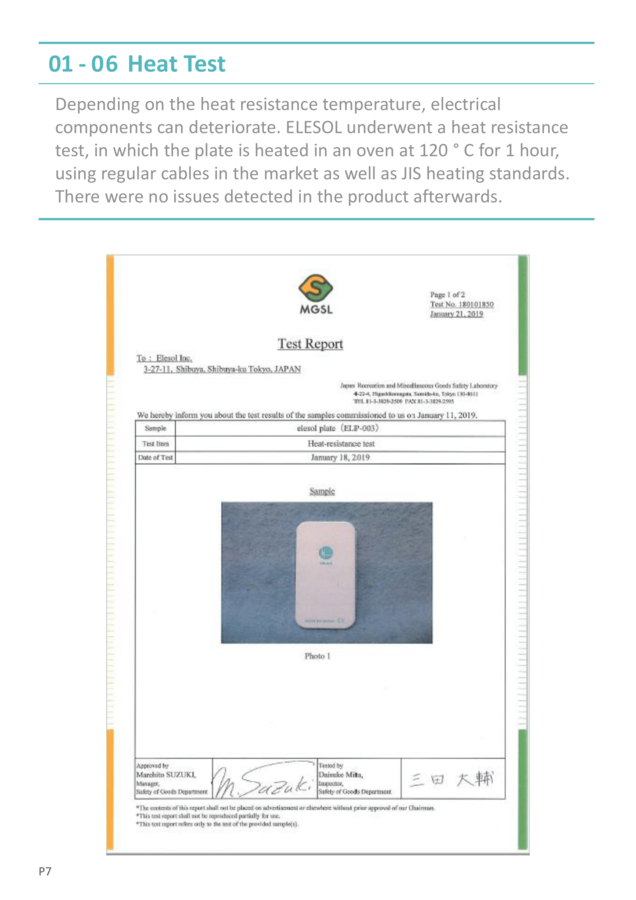 01 - 06 Heat Test
Depending on the heat resistance temperature, electrical
components can deteriorate. ELESOL underwent a heat resistance
test, in which the plate is heated in an oven at 120 ° C for 1 hour,
using regular cables in the market as well as JIS heating standards.
There were no issues detected in the product afterwards.
MGSL
Page 1 of 2
Test No. 180101850
January 21, 2019
Test Report
To : Elesol Inc.
3-27-11, Shibuya, Shibuya-ku Tokyo, JAPAN
Japan Recreation and Miscellaneous Goods Safety Laboratory
4-22-4, Higashikomagata, Sumida-ku, Tokyo 130-0011
TEL 81-3-3829-2509 FAX 81-3-3829-2595
We hereby inform you about the test results of the samples commissioned to us on January 11, 2019.
Sample elesol plate (ELP-003)
Test Item Heat-resistance test
Date of Test January 18, 2019
Sample
Photo 1
Approved by
Marohito SUZUKI,
Manager,
Safety of Goods Department
M. Suzuki
Tested by
Daisuke Mita,
Inspector,
Safety of Goods Department
三田大輔
*The contents of this report shall not be placed on advertisement or elsewhere without prior approval of our Chairman.
*This test report shall not be reproduced partially for use.
*This test report refers only to the test of the provided sample(s).
P7